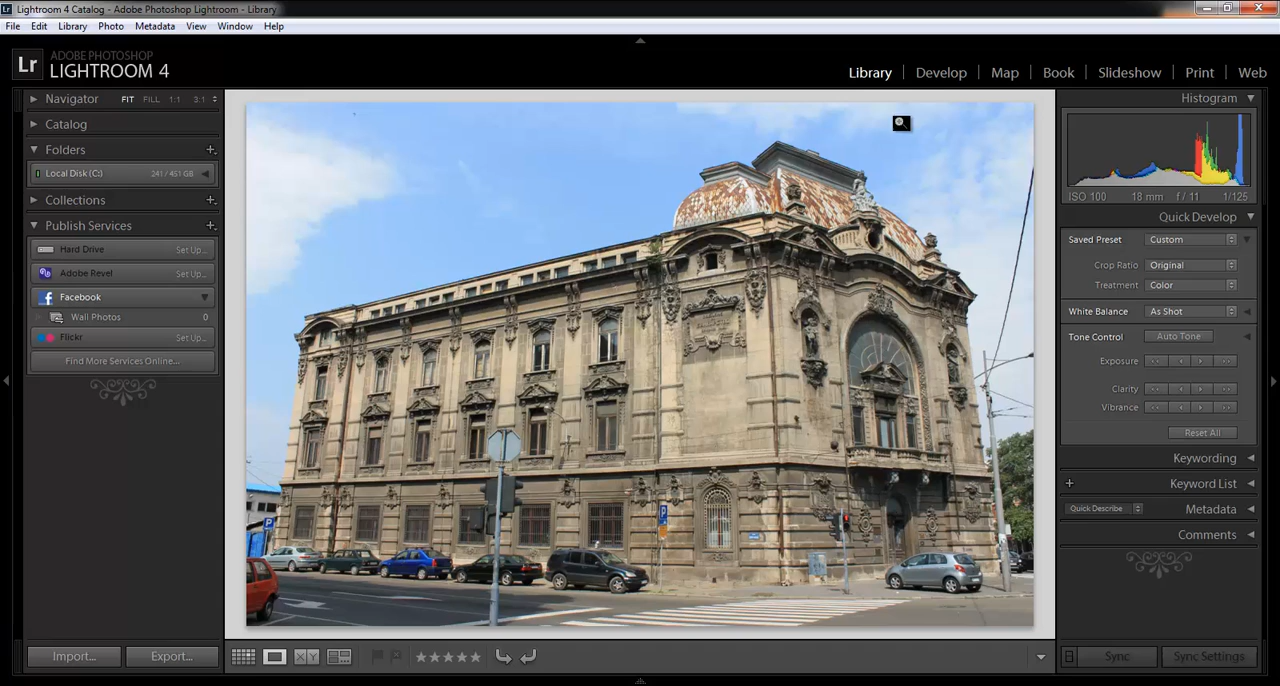 Lightroom 4 Catalog - Adobe Photoshop Lightroom - Library
File Edit Library Photo Metadata View Window Help
Lr ADOBE PHOTOSHOP
LIGHTROOM 4
Library Develop Map Book Slideshow Print Web
Navigator FIT FILL 1:1 3:1
Catalog
Folders
Local Disk (C:) 241 / 451 GB
Collections
Publish Services
Hard Drive Set Up...
Adobe Revel Set Up...
Facebook
Wall Photos 0
Flickr Set Up...
Find More Services Online...
Import... Export...
P
P
Histogram
ISO 100 18 mm f / 11 1/125
Quick Develop
Saved Preset Custom
Crop Ratio Original
Treatment Color
White Balance As Shot
Tone Control Auto Tone
Exposure
Clarity
Vibrance
Reset All
Keywording
Keyword List
Quick Describe Metadata
Comments
X Y
Sync Sync Settings